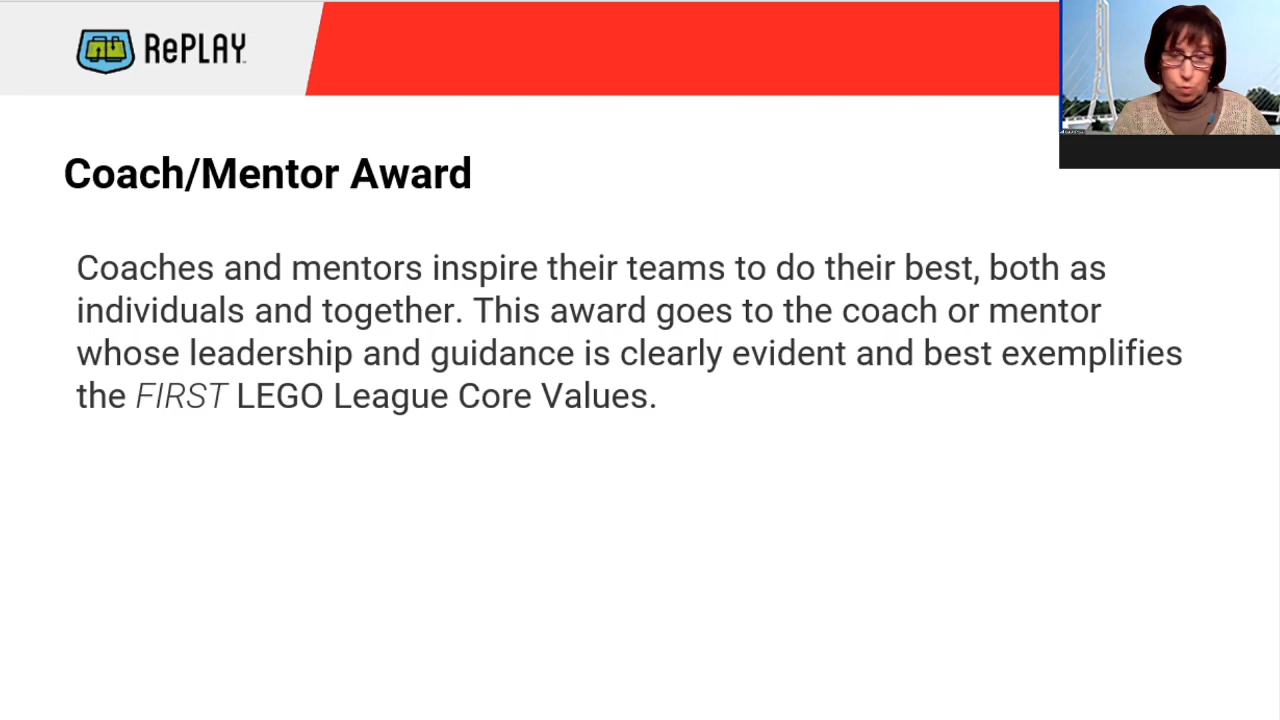 RePLAY
Coach/Mentor Award
Coaches and mentors inspire their teams to do their best, both as
individuals and together. This award goes to the coach or mentor
whose leadership and guidance is clearly evident and best exemplifies
the FIRST LEGO League Core Values.